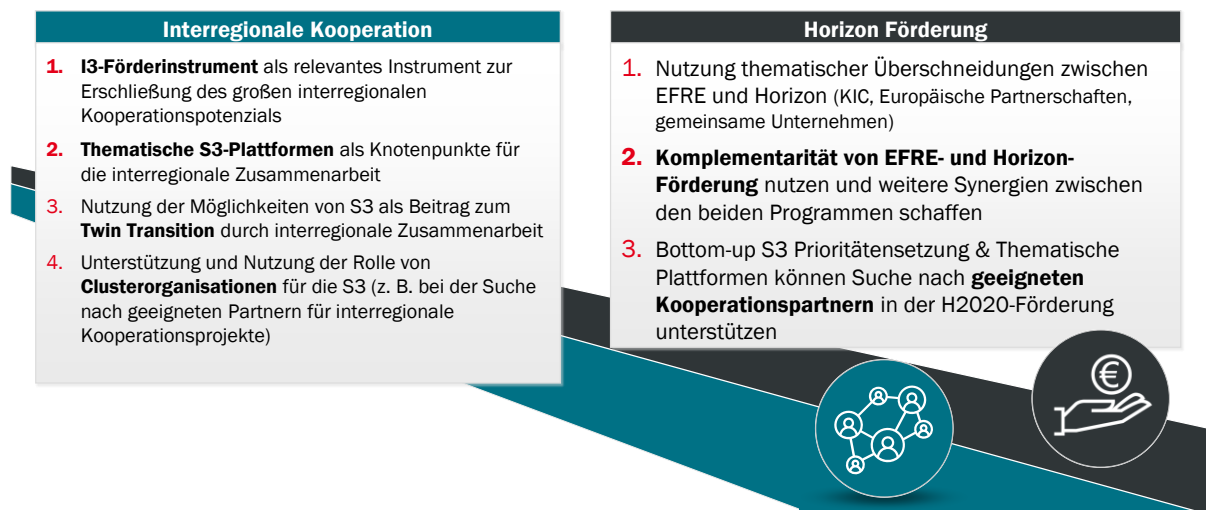 Interregionale Kooperation
1. I3-Förderinstrument als relevantes Instrument zur
Erschließung des großen interregionalen
Kooperationspotenzials
2. Thematische S3-Plattformen als Knotenpunkte für
die interregionale Zusammenarbeit
3. Nutzung der Möglichkeiten von S3 als Beitrag zum
Twin Transition durch interregionale Zusammenarbeit
4. Unterstützung und Nutzung der Rolle von
Clusterorganisationen für die S3 (z. B. bei der Suche
nach geeigneten Partnern für interregionale
Kooperationsprojekte)
Horizon Förderung
1. Nutzung thematischer Überschneidungen zwischen
EFRE und Horizon (KIC, Europäische Partnerschaften,
gemeinsame Unternehmen)
2. Komplementarität von EFRE- und Horizon-
Förderung nutzen und weitere Synergien zwischen
den beiden Programmen schaffen
3. Bottom-up S3 Prioritätensetzung & Thematische
Plattformen können Suche nach geeigneten
Kooperationspartnern in der H2020-Förderung
unterstützen
€